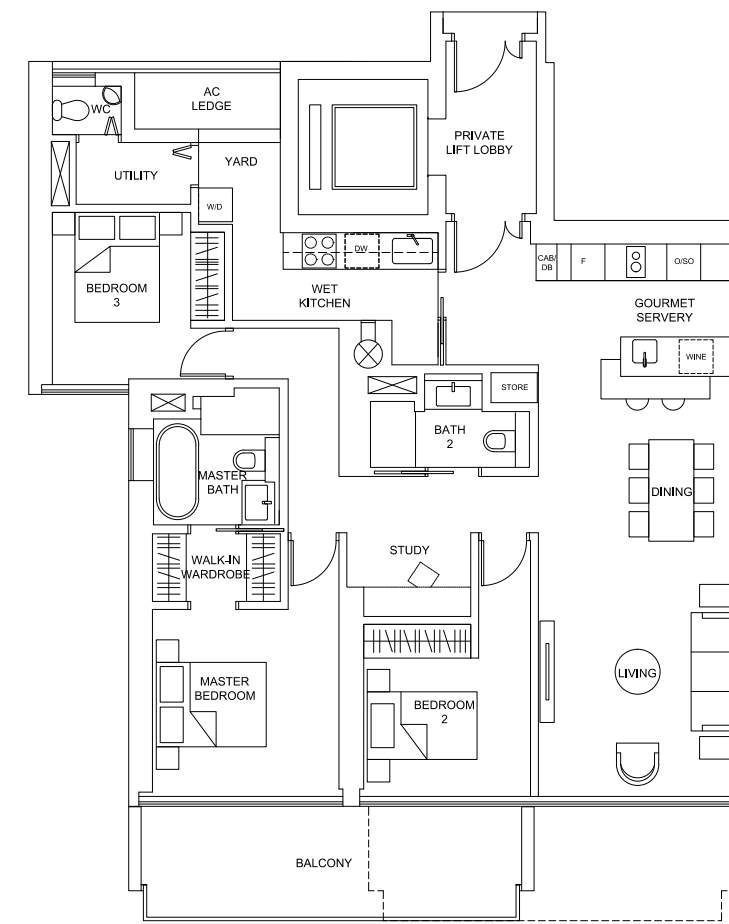 AC
LEDGE
WC
PRIVATE
LIFT LOBBY
YARD
UTILITY
W/D
DW
CAB/
DB
F
O/SO
BEDROOM
3
WET
KITCHEN
GOURMET
SERVERY
WINE
STORE
BATH
2
MASTER
BATH
DINING
STUDY
WALK-IN
WARDROBE
LIVING
MASTER
BEDROOM
BEDROOM
2
BALCONY